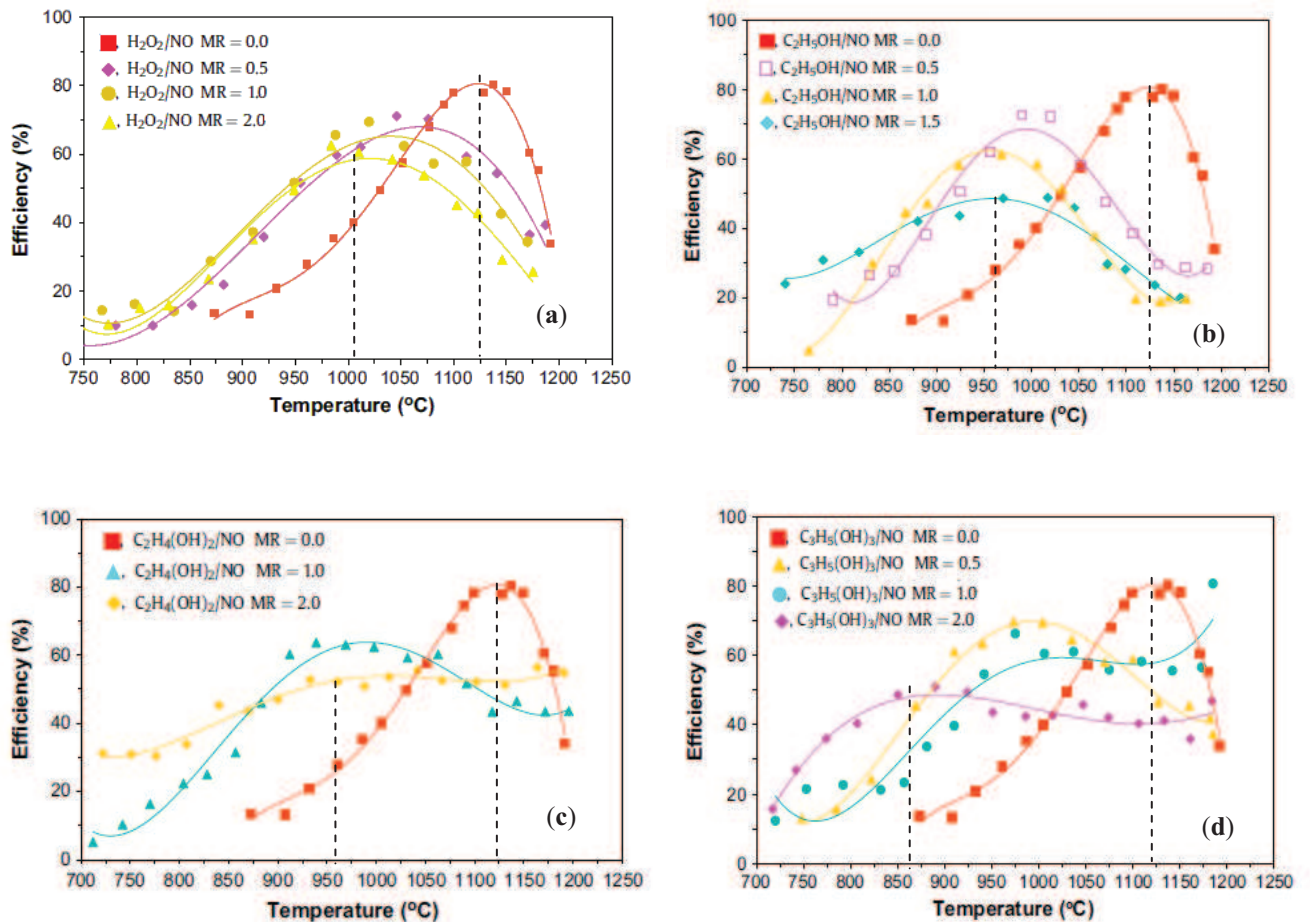 100
80
60
40
20
0
Efficiency (%)
, H₂O₂/NO MR = 0.0
, H₂O₂/NO MR = 0.5
, H₂O₂/NO MR = 1.0
, H₂O₂/NO MR = 2.0
(a)
750 800 850 900 950 1000 1050 1100 1150 1200 1250
Temperature (°C)
100
80
60
40
20
0
Efficiency (%)
, C₂H₅OH/NO MR = 0.0
, C₂H₅OH/NO MR = 0.5
, C₂H₅OH/NO MR = 1.0
, C₂H₅OH/NO MR = 1.5
(b)
700 750 800 850 900 950 1000 1050 1100 1150 1200 1250
Temperature (°C)
100
80
60
40
20
0
Efficiency (%)
, C₂H₄(OH)₂/NO MR = 0.0
, C₂H₄(OH)₂/NO MR = 1.0
, C₂H₄(OH)₂/NO MR = 2.0
(c)
700 750 800 850 900 950 1000 1050 1100 1150 1200 1250
Temperature (°C)
100
80
60
40
20
0
Efficiency (%)
, C₃H₅(OH)₃/NO MR = 0.0
, C₃H₅(OH)₃/NO MR = 0.5
, C₃H₅(OH)₃/NO MR = 1.0
, C₃H₅(OH)₃/NO MR = 2.0
(d)
700 750 800 850 900 950 1000 1050 1100 1150 1200 1250
Temperature (°C)